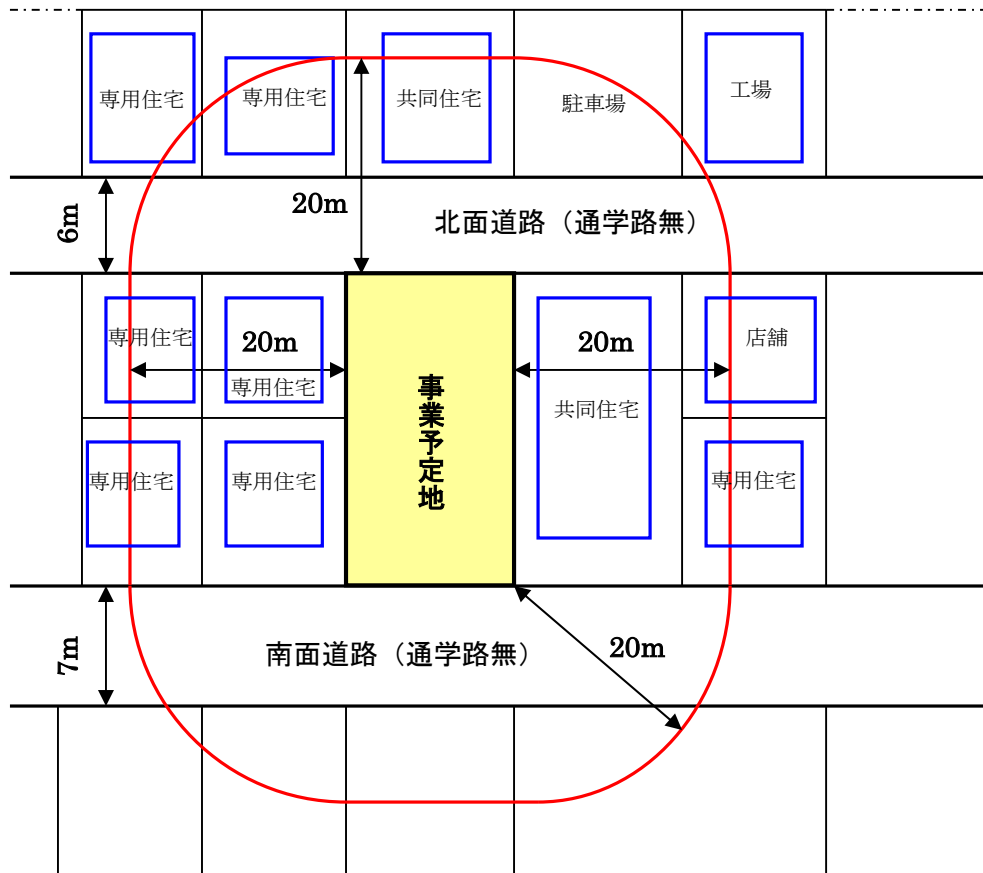 専用住宅
専用住宅
共同住宅
駐車場
工場
6m
20m
北面道路（通学路無）
専用住宅
20m
専用住宅
事業予定地
20m
共同住宅
店舗
専用住宅
専用住宅
専用住宅
7m
南面道路（通学路無）
20m